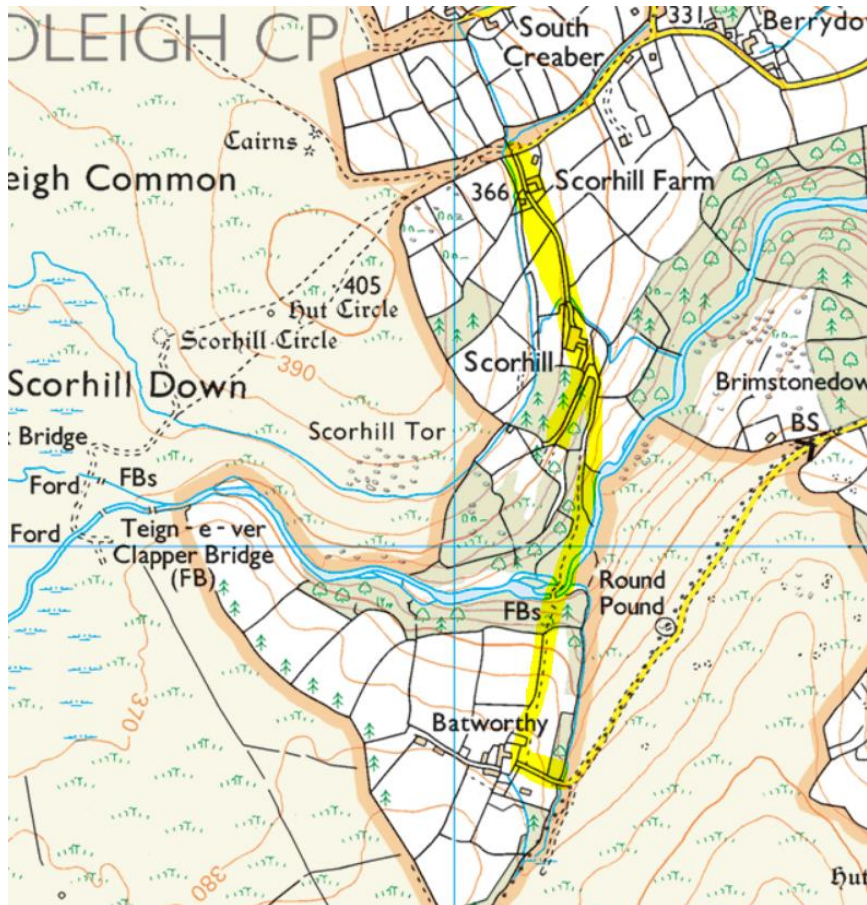 DLEIGH CP
South
Creaber
331
Berrydo
Cairns
eigh Common
366
Scorhill Farm
405
Hut Circle
Scorhill Circle
390
Scorhill
Scorhill Down
Brimstonedow
Scorhill Tor
BS
x Bridge
Ford
FBs
Ford
Teign-e-ver
Clapper Bridge
(FB)
Round
Pound
FBs
370
Batworthy
380
Hut